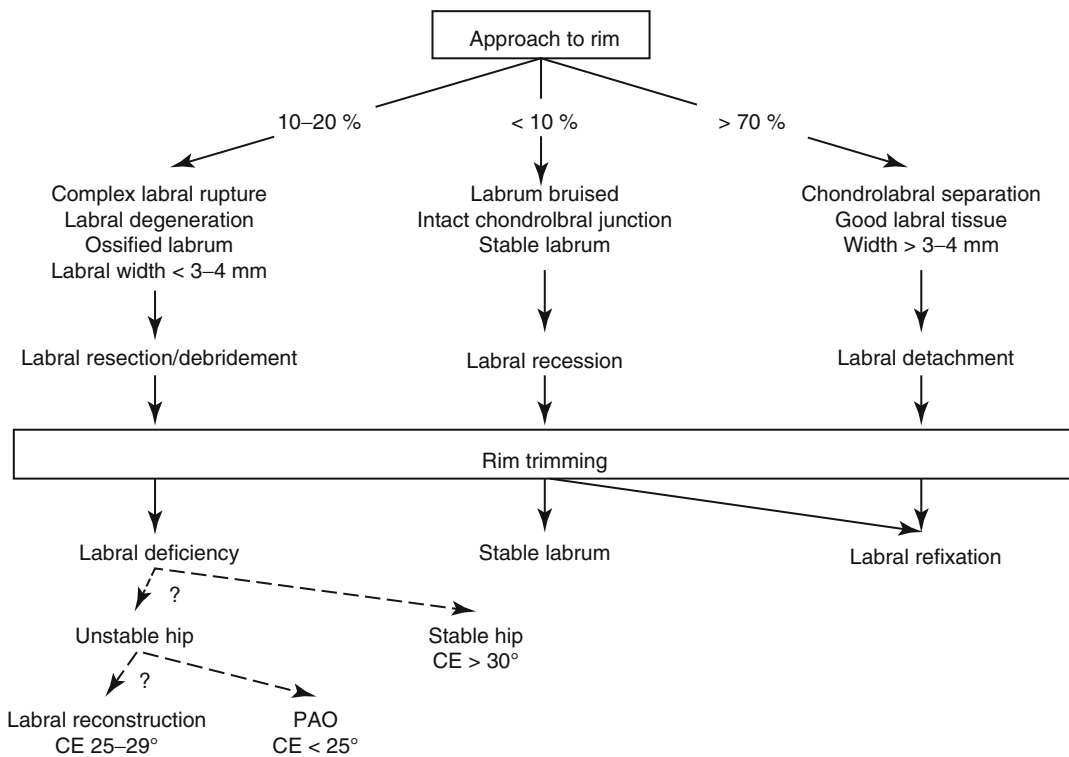 Approach to rim
10–20 %
< 10 %
> 70 %
Complex labral rupture
Labral degeneration
Ossified labrum
Labral width < 3–4 mm
Labrum bruised
Intact chondrolbral junction
Stable labrum
Chondrolabral separation
Good labral tissue
Width > 3–4 mm
Labral resection/debridement
Labral recession
Labral detachment
Rim trimming
Labral deficiency
Stable labrum
Labral refixation
?
Unstable hip
Stable hip
CE > 30°
?
Labral reconstruction
CE 25–29°
PAO
CE < 25°